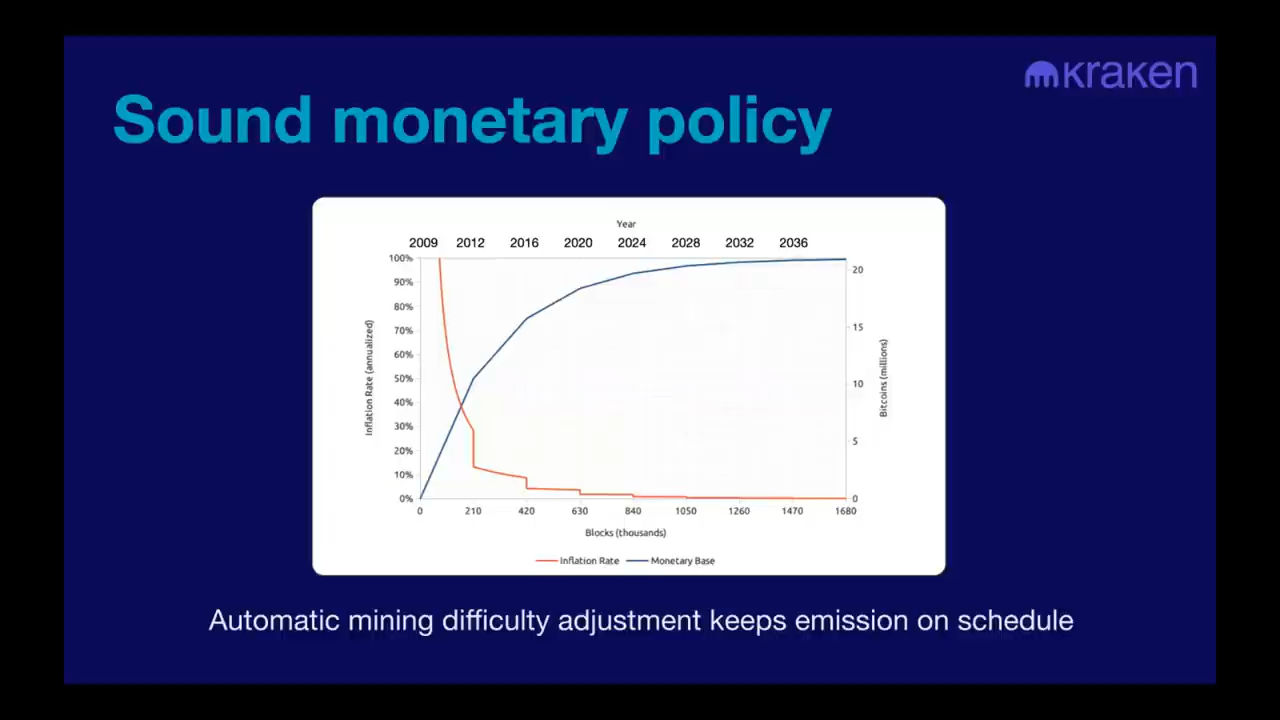 kraken
Sound monetary policy
Year
2009 2012 2016 2020 2024 2028 2032 2036
100%
90%
80%
70%
60%
50%
40%
30%
20%
10%
0%
Inflation Rate (annualized)
20
15
10
5
0
Bitcoins (millions)
0 210 420 630 840 1050 1260 1470 1680
Blocks (thousands)
Inflation Rate Monetary Base
Automatic mining difficulty adjustment keeps emission on schedule